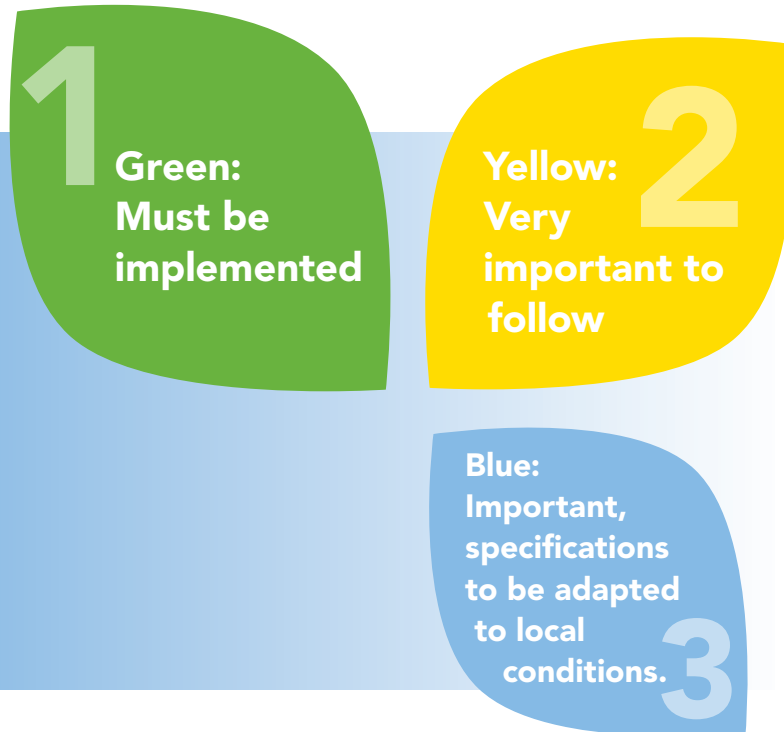 1
Green:
Must be
implemented
2
Yellow:
Very
important to
follow
Blue:
Important,
specifications
to be adapted
to local
conditions.
3